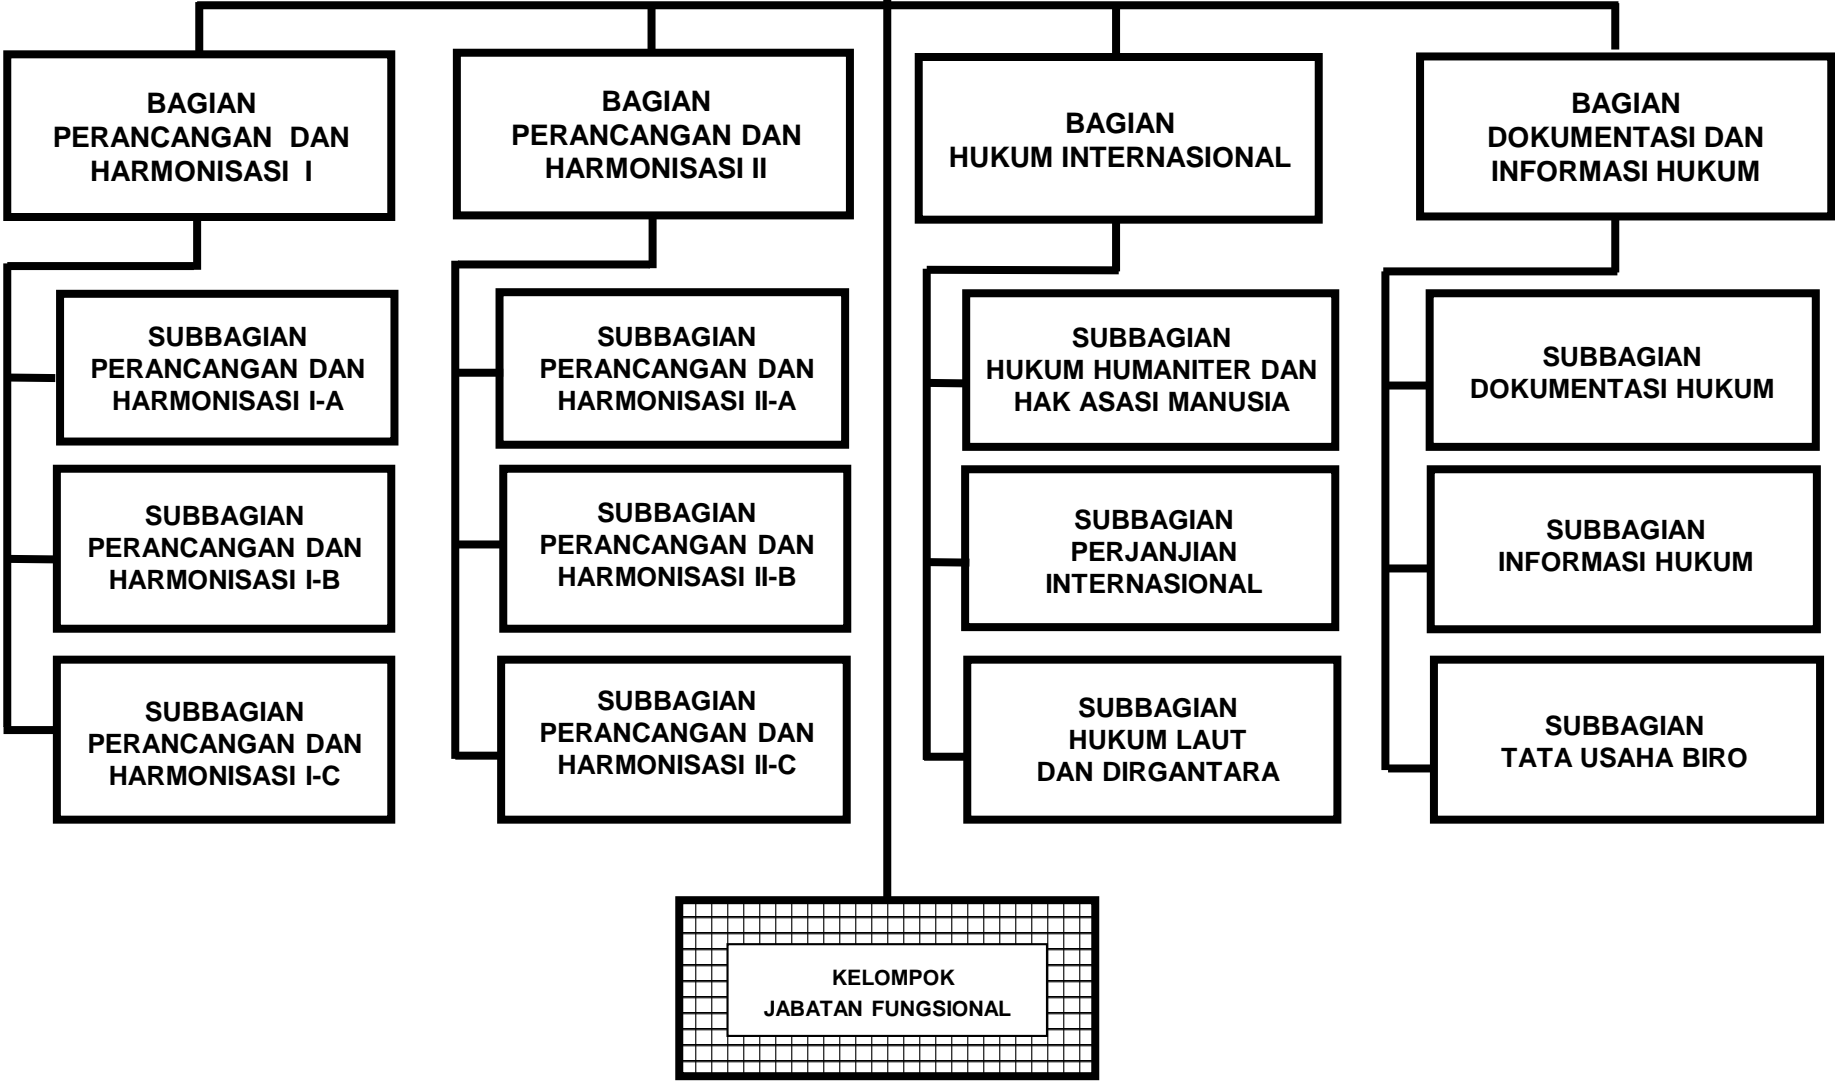 BAGIAN
PERANCANGAN DAN
HARMONISASI I
BAGIAN
PERANCANGAN DAN
HARMONISASI II
BAGIAN
HUKUM INTERNASIONAL
BAGIAN
DOKUMENTASI DAN
INFORMASI HUKUM
SUBBAGIAN
PERANCANGAN DAN
HARMONISASI I-A
SUBBAGIAN
PERANCANGAN DAN
HARMONISASI I-B
SUBBAGIAN
PERANCANGAN DAN
HARMONISASI I-C
SUBBAGIAN
PERANCANGAN DAN
HARMONISASI II-A
SUBBAGIAN
PERANCANGAN DAN
HARMONISASI II-B
SUBBAGIAN
PERANCANGAN DAN
HARMONISASI II-C
SUBBAGIAN
HUKUM HUMANITER DAN
HAK ASASI MANUSIA
SUBBAGIAN
PERJANJIAN
INTERNASIONAL
SUBBAGIAN
HUKUM LAUT
DAN DIRGANTARA
SUBBAGIAN
DOKUMENTASI HUKUM
SUBBAGIAN
INFORMASI HUKUM
SUBBAGIAN
TATA USAHA BIRO
KELOMPOK
JABATAN FUNGSIONAL